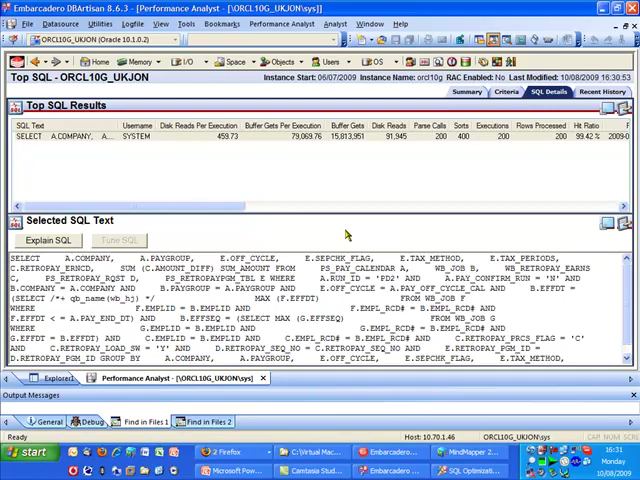 Embarcadero DBArtisan 8.6.3 - [Performance Analyst - [\ORCL10G_UKJON\sys]]
File Datasource Utilities Logfile View Tools Bookmarks Performance Analyst Analyst Window Help
ORCL10G_UKJON (Oracle 10.1.0.2)
Home Memory I/O Space Objects Users OS
Top SQL - ORCL10G_UKJON Instance Start: 06/07/2009 Instance Name: orcl10g RAC Enabled: No Last Modified: 10/08/2009 16:30:53
Summary Criteria SQL Details Recent History
Top SQL Results
SQL Text Username Disk Reads Per Execution Buffer Gets Per Execution Buffer Gets Disk Reads Parse Calls Sorts Executions Rows Processed Hit Ratio F
SELECT A.COMPANY, A.... SYSTEM 459.73 79,069.76 15,813,951 91,945 200 400 200 200 99.42 % 2009-0
Selected SQL Text
Explain SQL Tune SQL
SELECT A.COMPANY, A.PAYGROUP, E.OFF_CYCLE, E.SEPCHK_FLAG, E.TAX_METHOD, E.TAX_PERIODS,
C.RETROPAY_ERNCD, SUM (C.AMOUNT_DIFF) SUM_AMOUNT FROM PS_PAY_CALENDAR A, WB_JOB B, WB_RETROPAY_EARNS
C, PS_RETROPAY_RQST D, PS_RETROPAYPGM_TBL E WHERE A.RUN_ID = 'PD2' AND A.PAY_CONFIRM_RUN = 'N' AND
B.COMPANY = A.COMPANY AND B.PAYGROUP = A.PAYGROUP AND E.OFF_CYCLE = A.PAY_OFF_CYCLE_CAL AND B.EFFDT =
(SELECT /*+ qb_name(wb_hj) */ MAX (F.EFFDT) FROM WB_JOB F
WHERE F.EMPLID = B.EMPLID AND F.EMPL_RCD# = B.EMPL_RCD# AND
F.EFFDT <= A.PAY_END_DT) AND B.EFFSEQ = (SELECT MAX (G.EFFSEQ) FROM WB_JOB G
WHERE G.EMPLID = B.EMPLID AND G.EMPL_RCD# = B.EMPL_RCD# AND
G.EFFDT = B.EFFDT) AND C.EMPLID = B.EMPLID AND C.EMPL_RCD# = B.EMPL_RCD# AND C.RETROPAY_PRCS_FLAG = 'C'
AND C.RETROPAY_LOAD_SW = 'Y' AND D.RETROPAY_SEQ_NO = C.RETROPAY_SEQ_NO AND E.RETROPAY_PGM_ID =
D.RETROPAY_PGM_ID GROUP BY A.COMPANY, A.PAYGROUP, E.OFF_CYCLE, E.SEPCHK_FLAG, E.TAX_METHOD,
Explorer1 Performance Analyst - [\ORCL10G_UKJON\sys]
Output Messages
General Debug Find in Files 1 Find in Files 2
Ready Host: 10.70.1.46 ORCL10G_UKJON\sys CAP NUM SCRL
start 2 Firefox C:\Virtual Mac... Embarcadero ... MindMapper 2... 16:31
Monday
Microsoft Pow... Camtasia Stud... Embarcadero ... SQL Optimizati... 10/08/2009